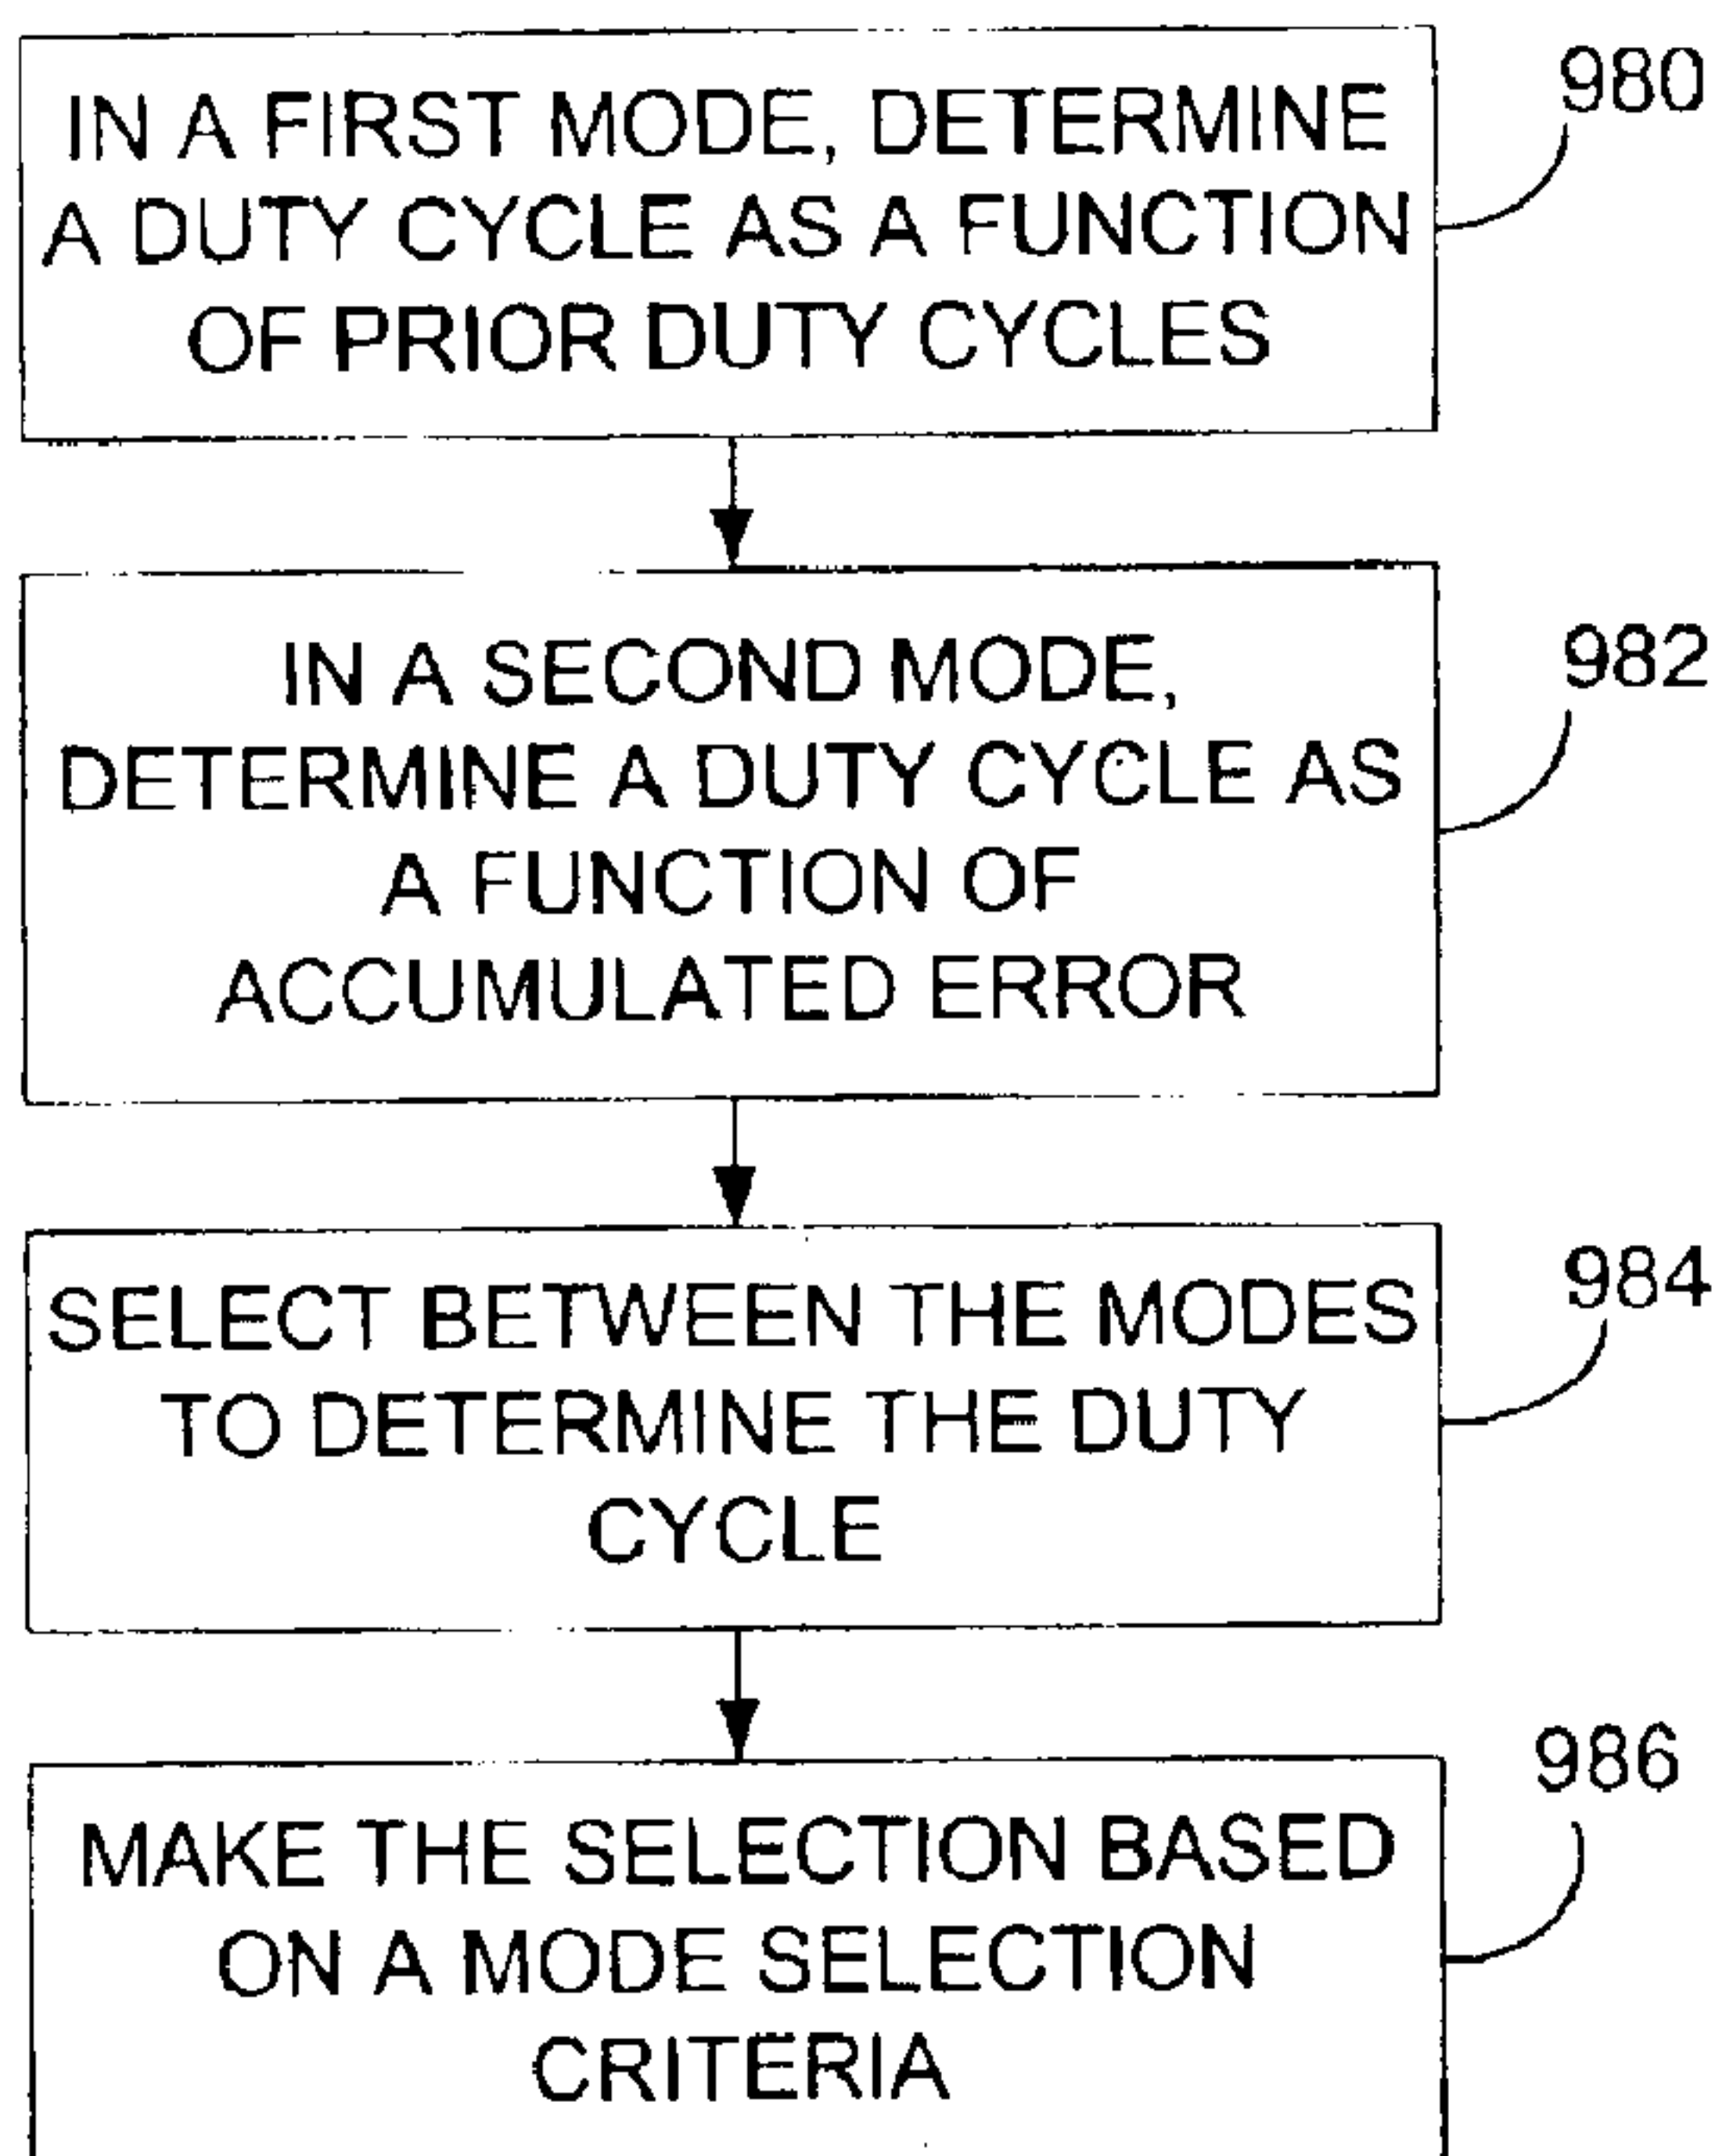 IN A FIRST MODE, DETERMINE
A DUTY CYCLE AS A FUNCTION
OF PRIOR DUTY CYCLES
980
IN A SECOND MODE,
DETERMINE A DUTY CYCLE AS
A FUNCTION OF
ACCUMULATED ERROR
982
SELECT BETWEEN THE MODES
TO DETERMINE THE DUTY
CYCLE
984
MAKE THE SELECTION BASED
ON A MODE SELECTION
CRITERIA
986